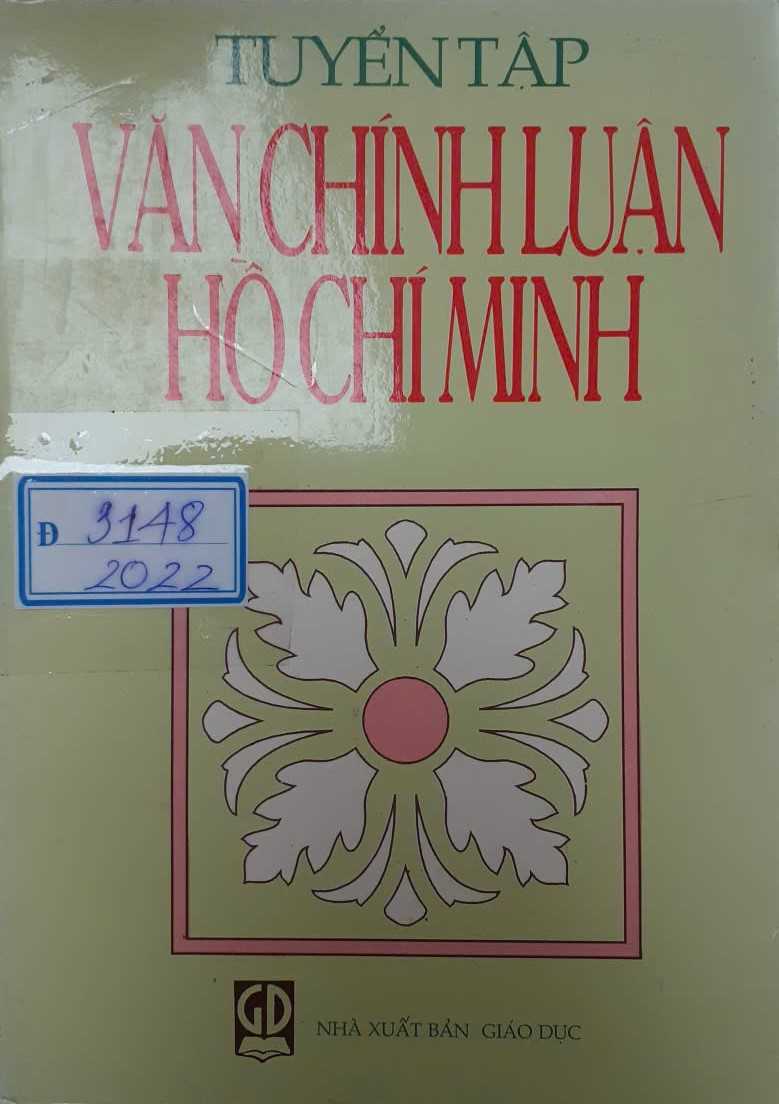 TUYỂN TẬP
VĂN CHÍNH LUẬN
HỒ CHÍ MINH
Đ 3148
2022
GD
NHÀ XUẤT BẢN GIÁO DỤC